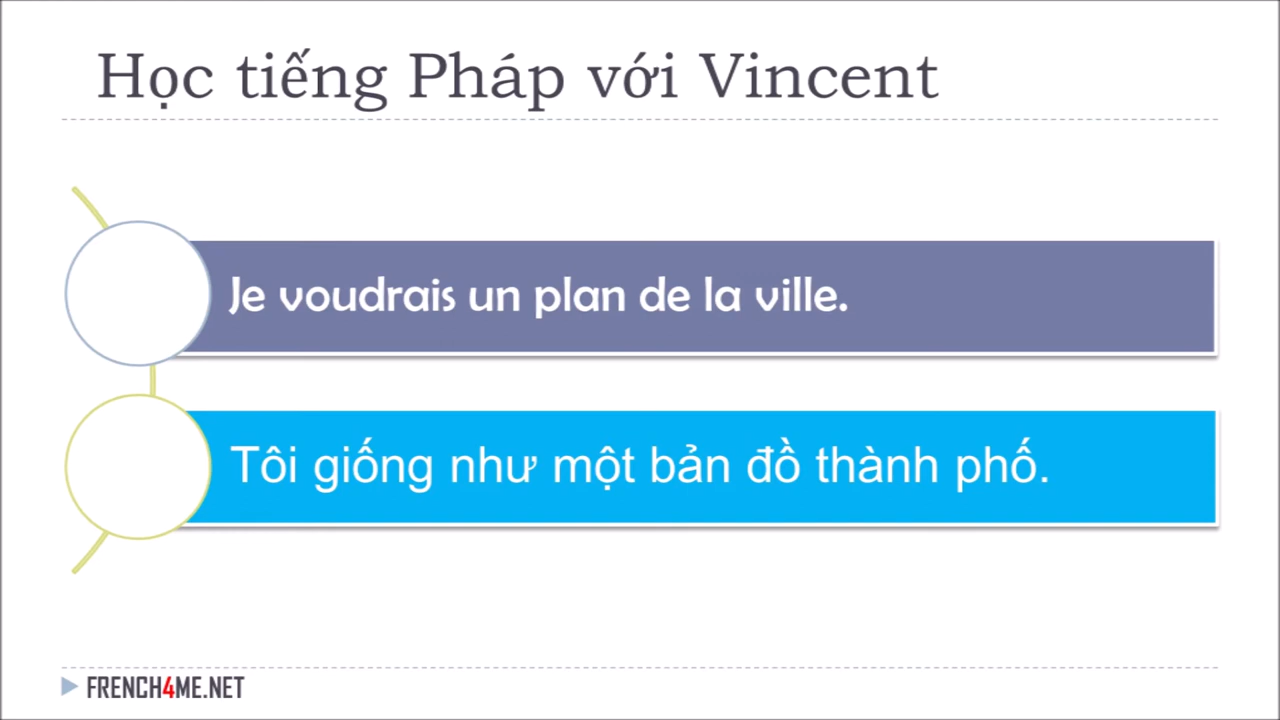 Học tiếng Pháp với Vincent
Je voudrais un plan de la ville.
Tôi giống như một bản đồ thành phố.
FRENCH4ME.NET